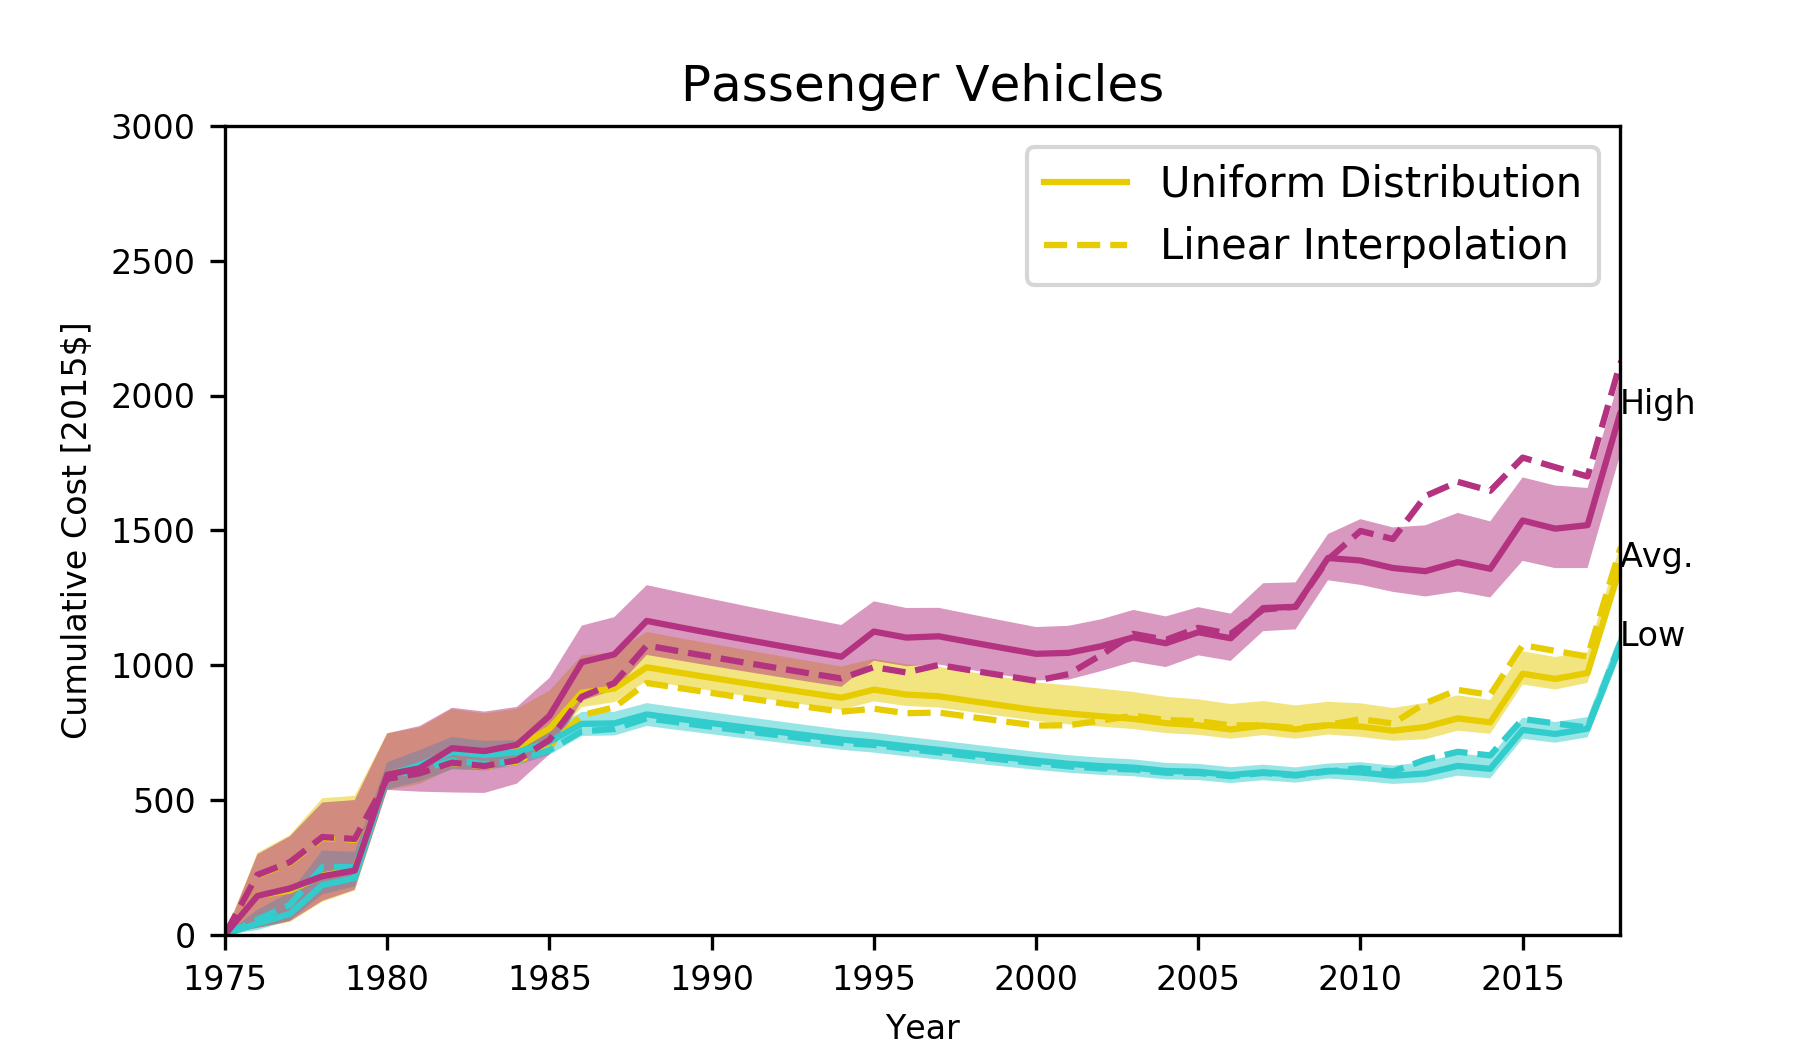 Passenger Vehicles
3000
2500
2000
1500
1000
500
0
Cumulative Cost [2015$]
Uniform Distribution
Linear Interpolation
High
Avg.
Low
1975 1980 1985 1990 1995 2000 2005 2010 2015
Year